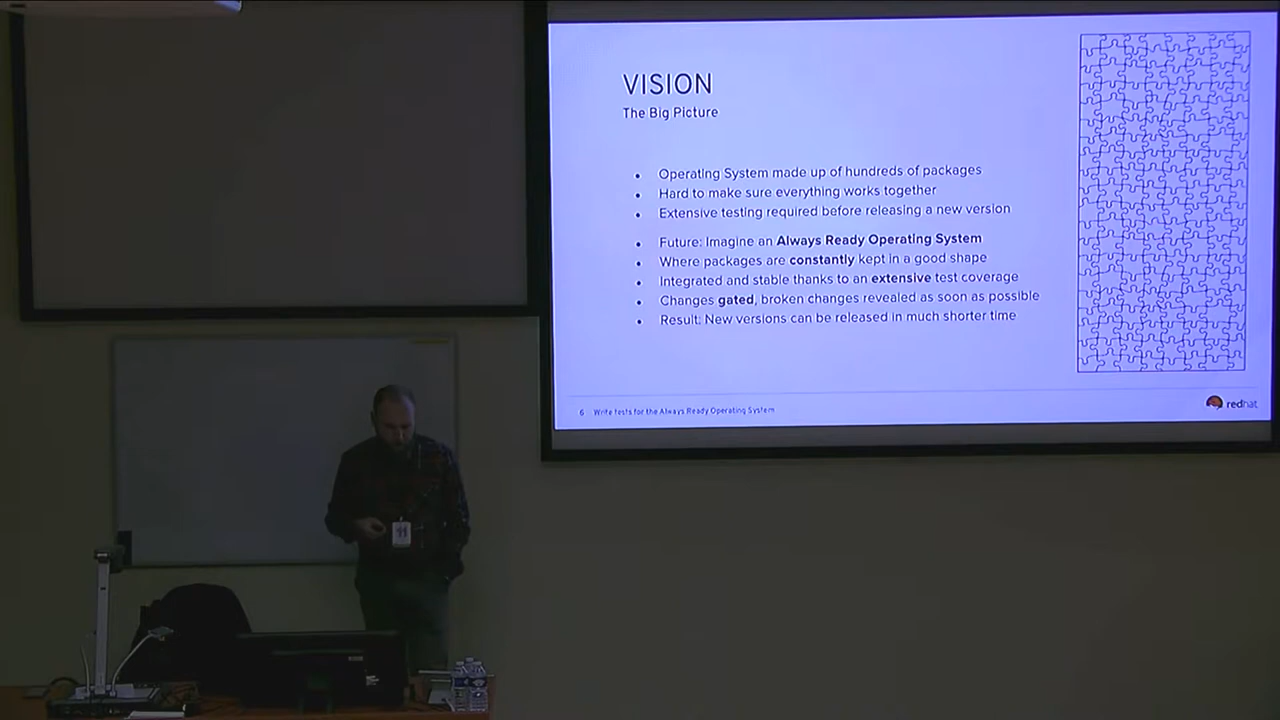 VISION
The Big Picture
Operating System made up of hundreds of packages
Hard to make sure everything works together
Extensive testing required before releasing a new version
Future: Imagine an Always Ready Operating System
Where packages are constantly kept in a good shape
Integrated and stable thanks to an extensive test coverage
Changes gated, broken changes revealed as soon as possible
Result: New versions can be released in much shorter time
6 Write tests for the Always Ready Operating System
redhat